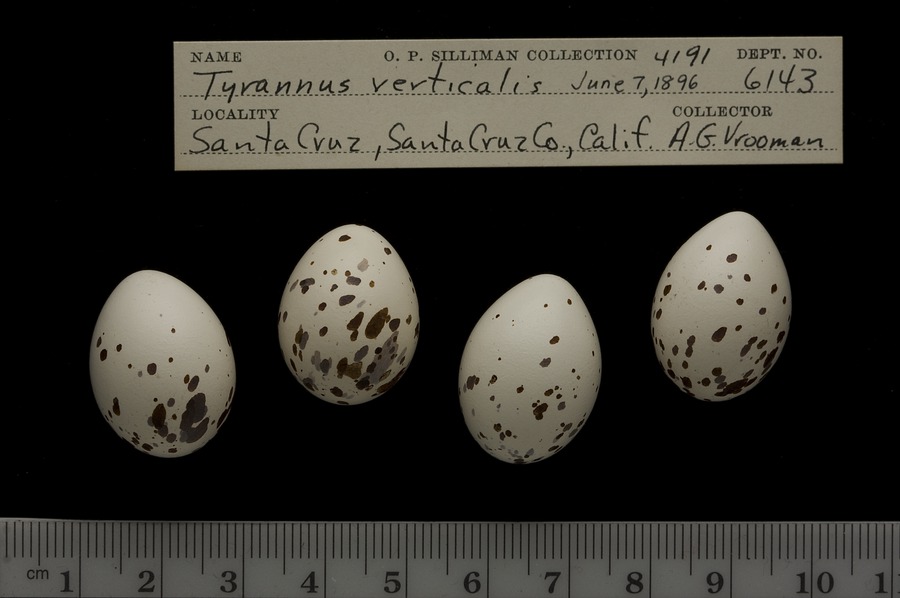 NAME O. P. SILLIMAN COLLECTION 4191 DEPT. NO.
Tyrannus verticalis June 7, 1896 6143
LOCALITY COLLECTOR
Santa Cruz, Santa Cruz Co., Calif. A.G. Vrooman
cm 1 2 3 4 5 6 7 8 9 10 11